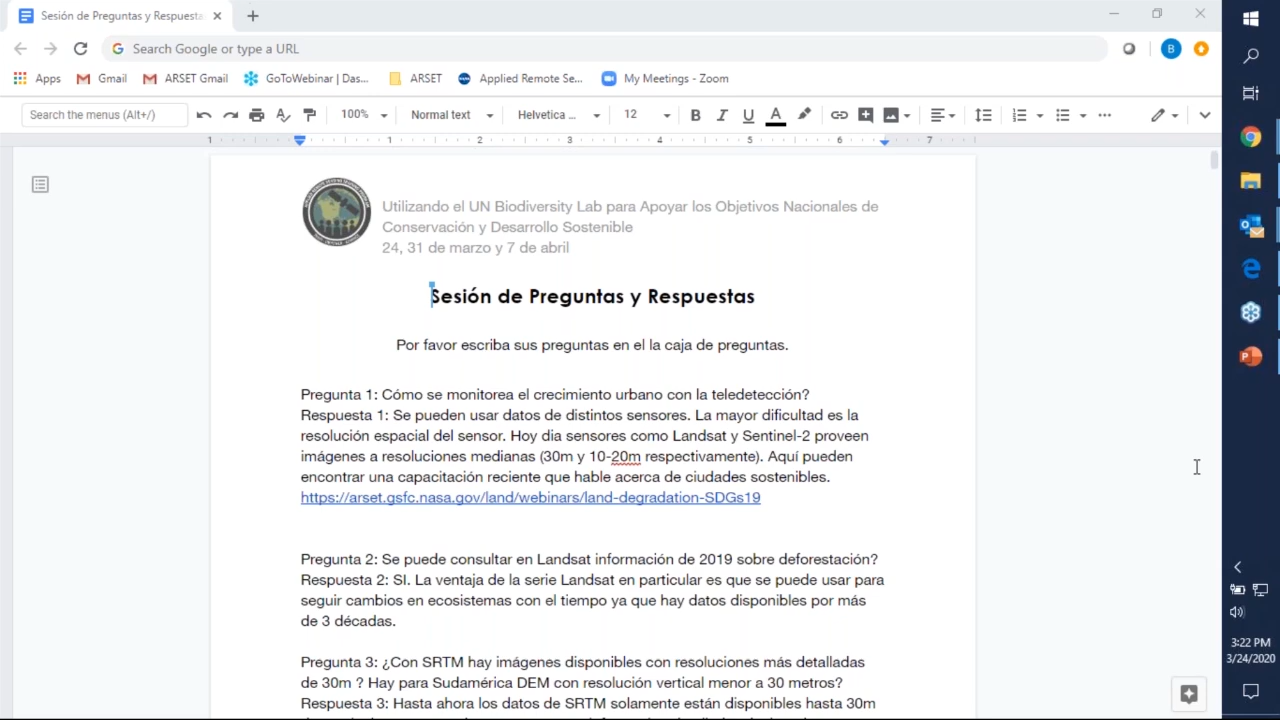 Sesión de Preguntas y Respuesta
Search Google or type a URL
B
Apps
Gmail
ARSET Gmail
GoToWebinar | Das...
ARSET
Applied Remote Se...
My Meetings - Zoom
Search the menus (Alt+/)
100%
Normal text
Helvetica ...
12
B
I
U
A
1 1 2 3 4 5 6 7
Utilizando el UN Biodiversity Lab para Apoyar los Objetivos Nacionales de
Conservación y Desarrollo Sostenible
24, 31 de marzo y 7 de abril
Sesión de Preguntas y Respuestas
Por favor escriba sus preguntas en el la caja de preguntas.
Pregunta 1: Cómo se monitorea el crecimiento urbano con la teledetección?
Respuesta 1: Se pueden usar datos de distintos sensores. La mayor dificultad es la
resolución espacial del sensor. Hoy dia sensores como Landsat y Sentinel-2 proveen
imágenes a resoluciones medianas (30m y 10-20m respectivamente). Aquí pueden
encontrar una capacitación reciente que hable acerca de ciudades sostenibles.
https://arset.gsfc.nasa.gov/land/webinars/land-degradation-SDGs19
Pregunta 2: Se puede consultar en Landsat información de 2019 sobre deforestación?
Respuesta 2: SI. La ventaja de la serie Landsat en particular es que se puede usar para
seguir cambios en ecosistemas con el tiempo ya que hay datos disponibles por más
de 3 décadas.
Pregunta 3: ¿Con SRTM hay imágenes disponibles con resoluciones más detalladas
de 30m ? Hay para Sudamérica DEM con resolución vertical menor a 30 metros?
Respuesta 3: Hasta ahora los datos de SRTM solamente están disponibles hasta 30m
3:22 PM
3/24/2020